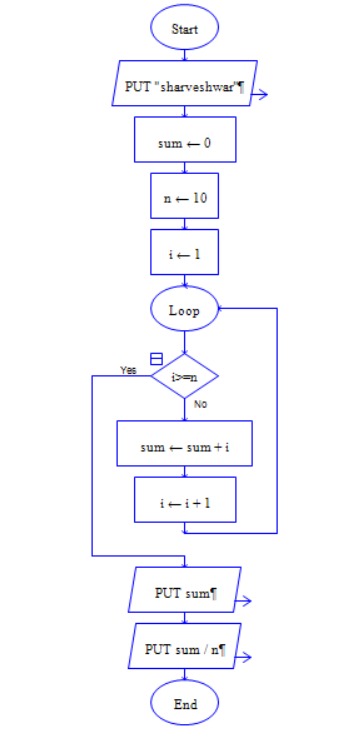 Start
PUT "sharveshwar"¶
sum ← 0
n ← 10
i ← 1
Loop
Yes
i>=n
No
sum ← sum + i
i ← i + 1
PUT sum¶
PUT sum / n¶
End